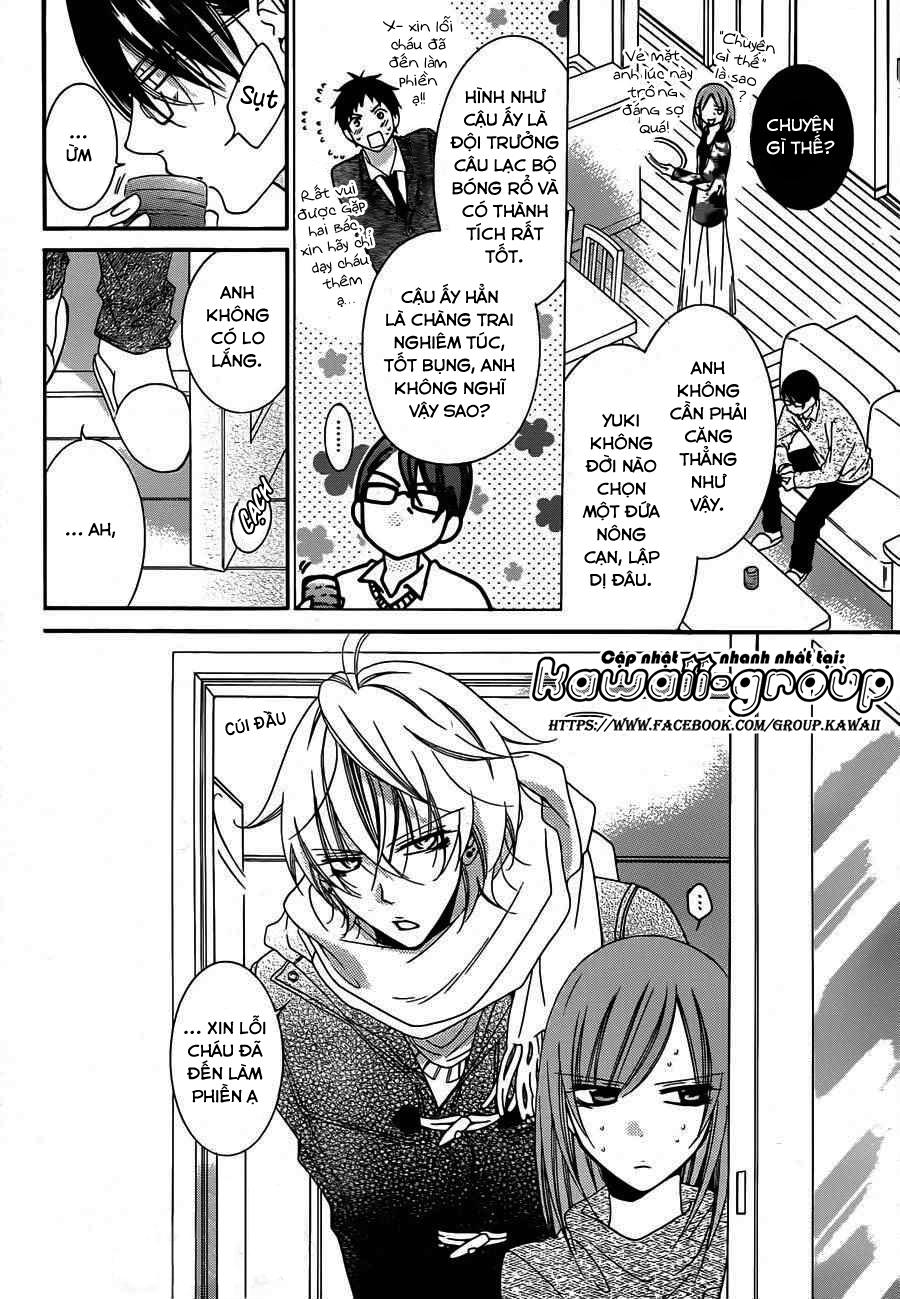 "Chuyện
Gì thế"
là sao
?
Vẻ mặt
anh lúc này
trông
đáng sợ
quá!
CHUYỆN
GÌ THẾ?
ANH
KHÔNG
CẦN PHẢI
CĂNG
THẲNG
NHƯ
VẬY.
YUKI
KHÔNG
ĐỜI NÀO
CHỌN
MỘT ĐỨA
NÔNG
CẠN, LẬP
DỊ ĐÂU.
X- xin lỗi
cháu đã
đến làm
phiền
ạ!!
HÌNH NHƯ
CẬU ẤY LÀ
ĐỘI TRƯỞNG
CÂU LẠC BỘ
BÓNG RỔ VÀ
CÓ THÀNH
TÍCH RẤT
TỐT.
Rất vui
được Gặp
hai Bác,
xin hãy chỉ
dạy cháu
thêm
ạ...
CẬU ẤY HẲN
LÀ CHÀNG TRAI
NGHIÊM TÚC,
TỐT BỤNG, ANH
KHÔNG NGHĨ
VẬY SAO?
......
Sụt
...
ỪM
ANH
KHÔNG
CÓ LO
LẮNG.
CẠCH
... AH,
Cập nhật nhanh nhất tại:
kawaii-group
HTTPS://WWW.FACEBOOK.COM/GROUP.KAWAII
CÚI ĐẦU
...
... XIN LỖI
CHÁU ĐÃ
ĐẾN LÀM
PHIỀN Ạ